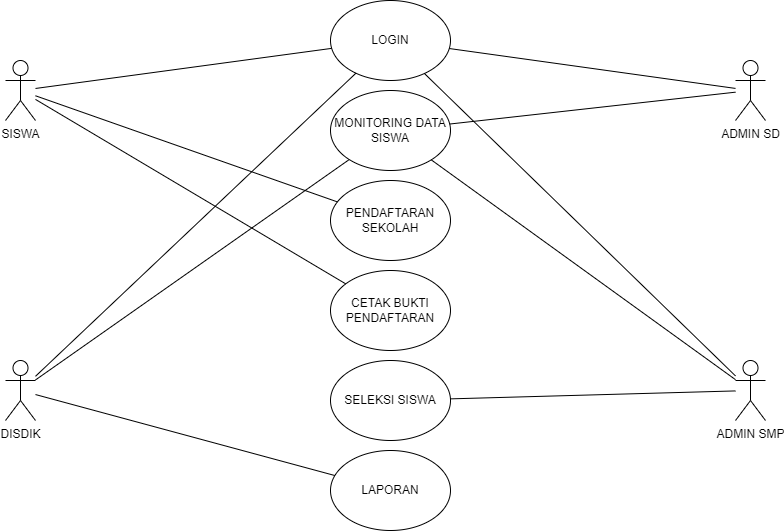 LOGIN
SISWA
MONITORING DATA
SISWA
ADMIN SD
PENDAFTARAN
SEKOLAH
CETAK BUKTI
PENDAFTARAN
DISDIK
SELEKSI SISWA
ADMIN SMP
LAPORAN